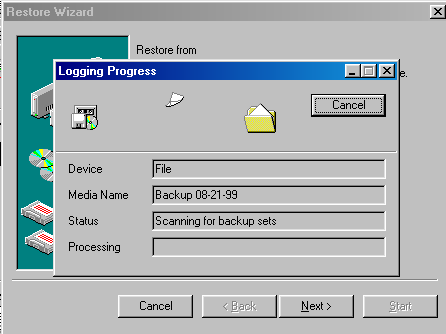 Restore Wizard
Restore from
e.
Logging Progress
Cancel
Device File
Media Name Backup 08-21-99
Status Scanning for backup sets
Processing
Cancel < Back Next > Start